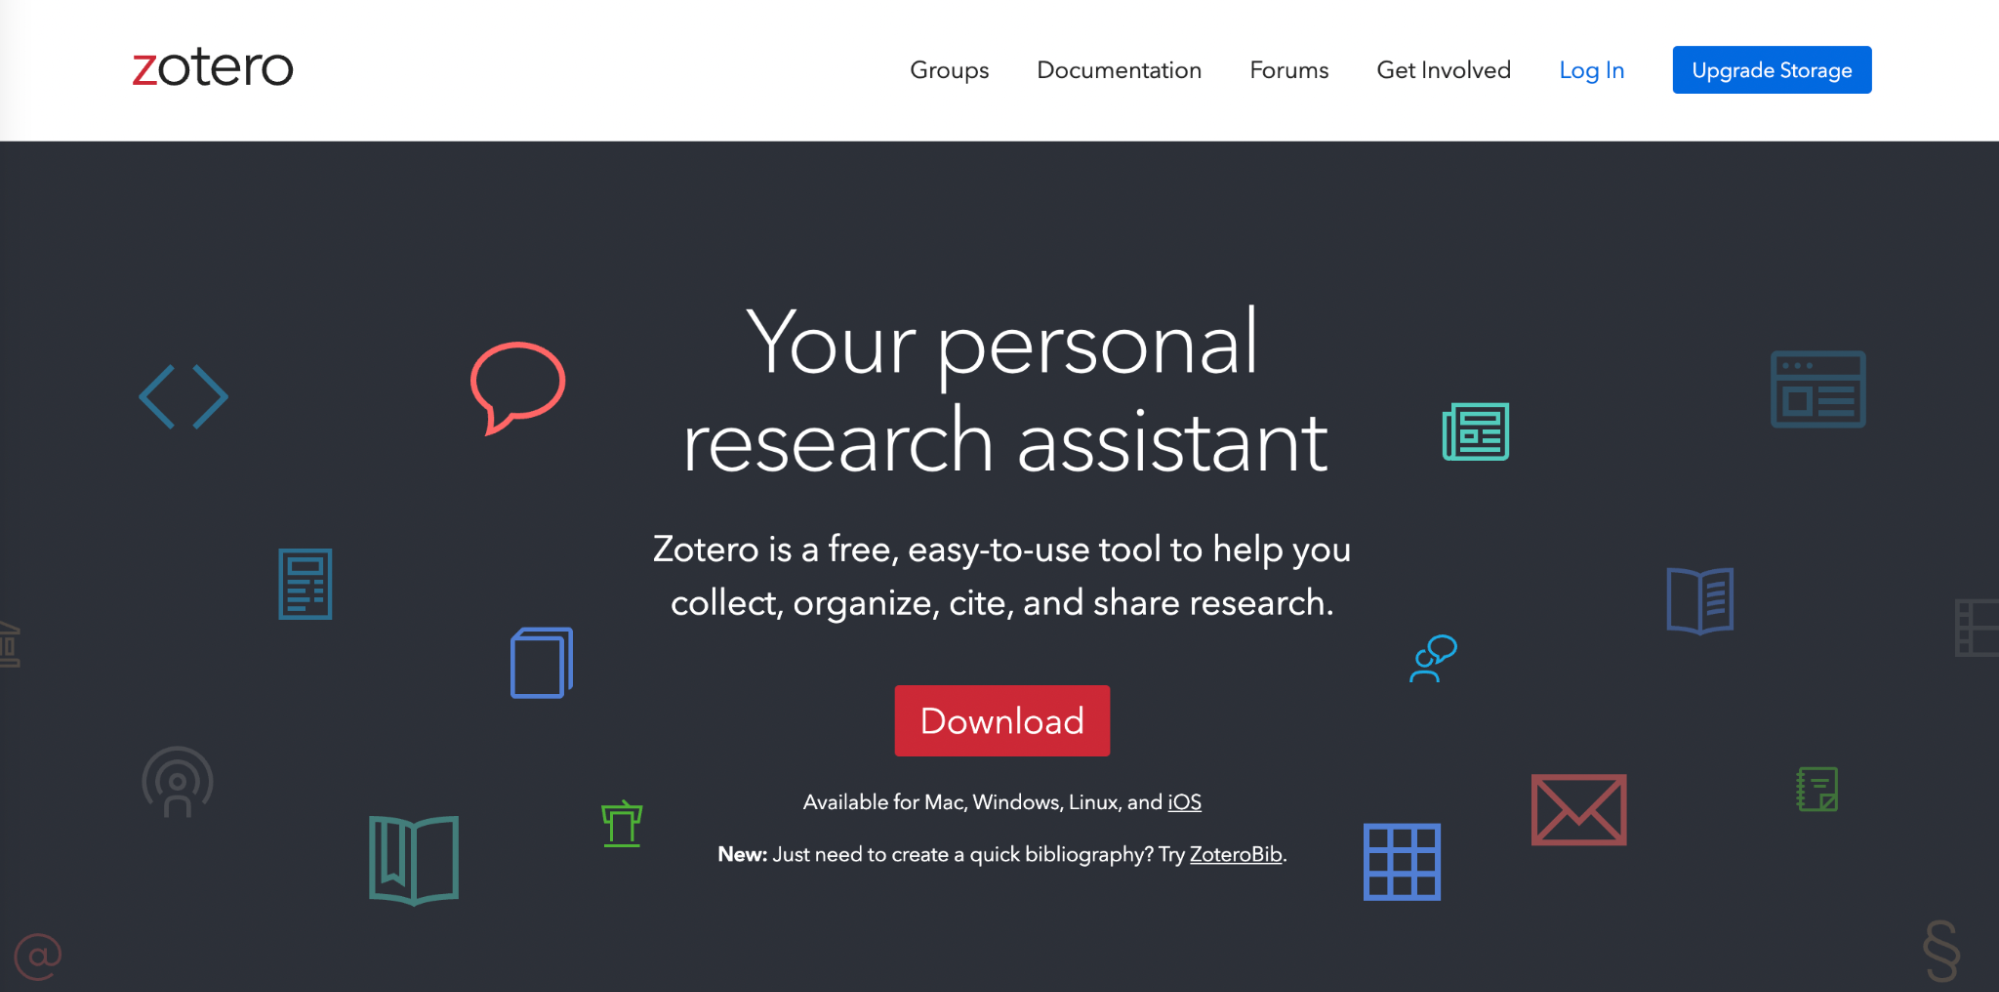 zotero
Groups Documentation Forums Get Involved Log In Upgrade Storage
Your personal
research assistant
Zotero is a free, easy-to-use tool to help you
collect, organize, cite, and share research.
Download
Available for Mac, Windows, Linux, and iOS
New: Just need to create a quick bibliography? Try ZoteroBib.
@
§